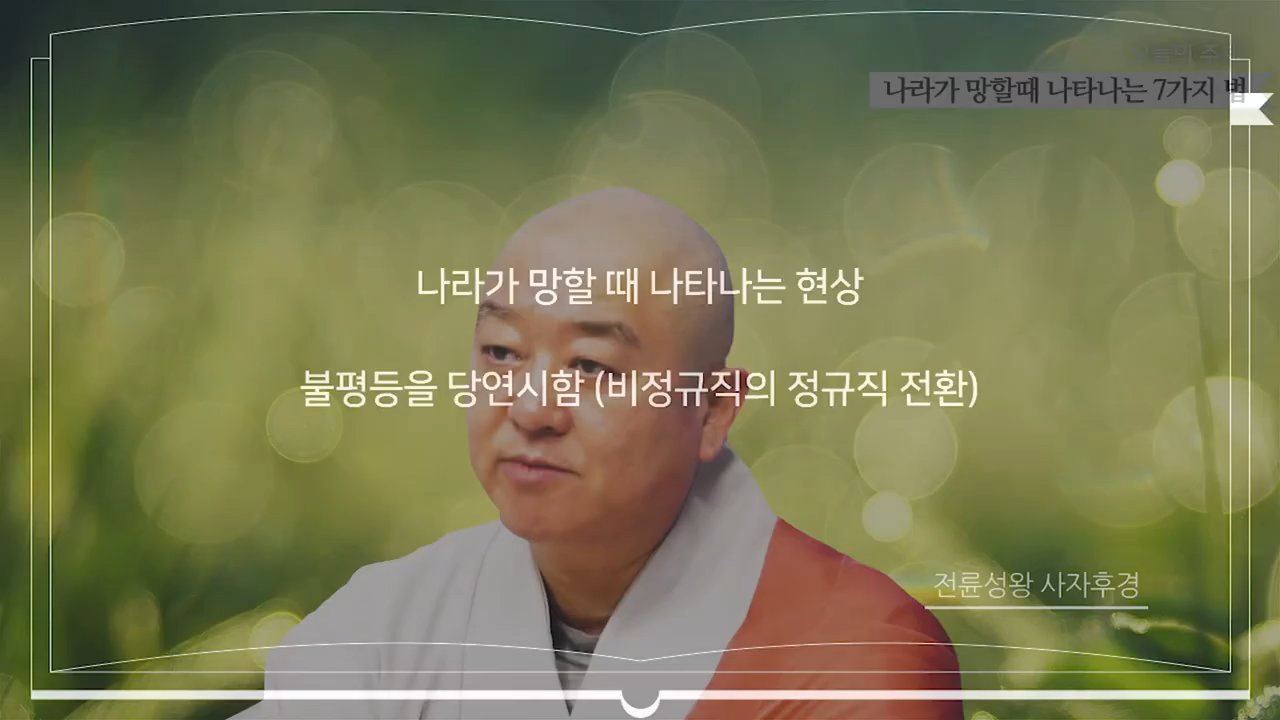 나라가 망할때 나타나는 7가지 법
나라가 망할 때 나타나는 현상
불평등을 당연시함 (비정규직의 정규직 전환)
전륜성왕 사자후경